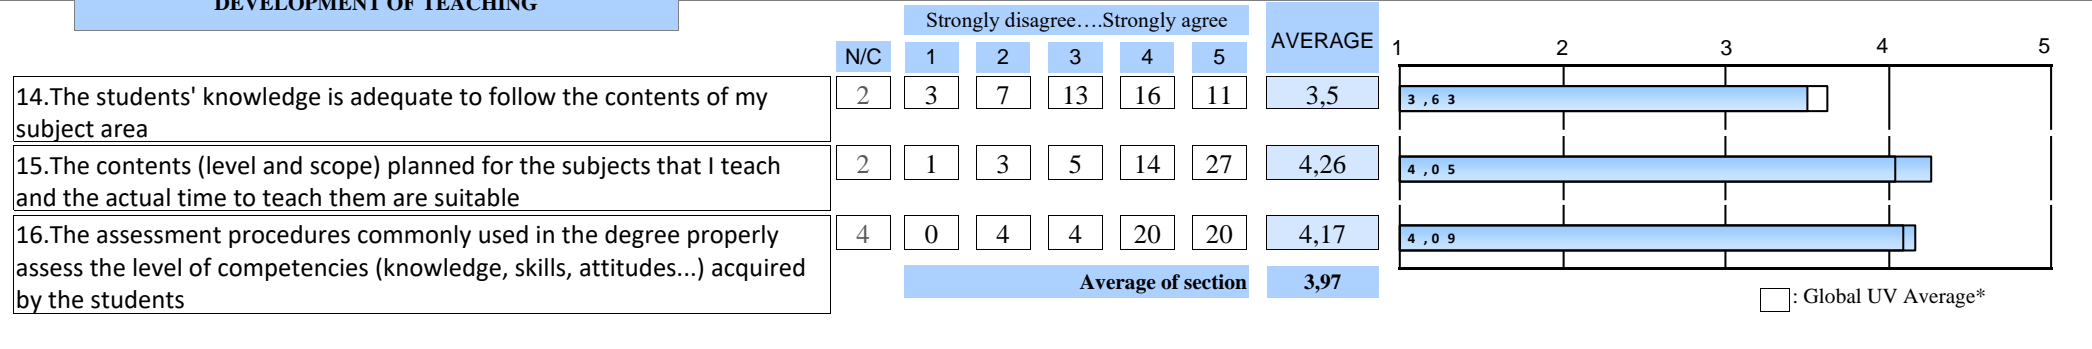 DEVELOPMENT OF TEACHING
Strongly disagree….Strongly agree
AVERAGE
N/C 1 2 3 4 5
1 2 3 4 5
14.The students' knowledge is adequate to follow the contents of my
subject area
2 3 7 13 16 11 3,5
3,63
15.The contents (level and scope) planned for the subjects that I teach
and the actual time to teach them are suitable
2 1 3 5 14 27 4,26
4,05
16.The assessment procedures commonly used in the degree properly
assess the level of competencies (knowledge, skills, attitudes...) acquired
by the students
4 0 4 4 20 20 4,17
4,09
Average of section 3,97
: Global UV Average*